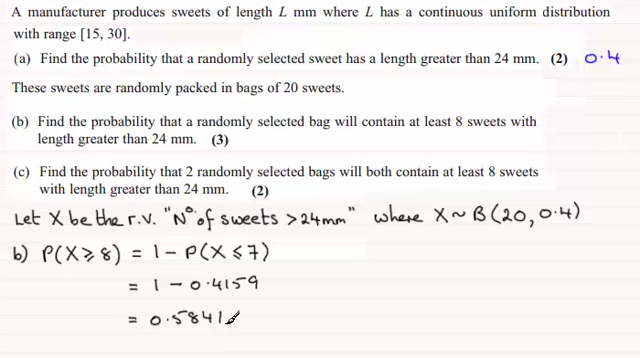 A manufacturer produces sweets of length L mm where L has a continuous uniform distribution
with range [15, 30].
(a) Find the probability that a randomly selected sweet has a length greater than 24 mm. (2) 0.4
These sweets are randomly packed in bags of 20 sweets.
(b) Find the probability that a randomly selected bag will contain at least 8 sweets with
length greater than 24 mm. (3)
(c) Find the probability that 2 randomly selected bags will both contain at least 8 sweets
with length greater than 24 mm. (2)
Let X be the r.v. "Nº of sweets >24mm" where X ~ B(20, 0.4)
b) P(X ⩾ 8) = 1 - P(X ⩽ 7)
= 1 - 0.4159
= 0.5841